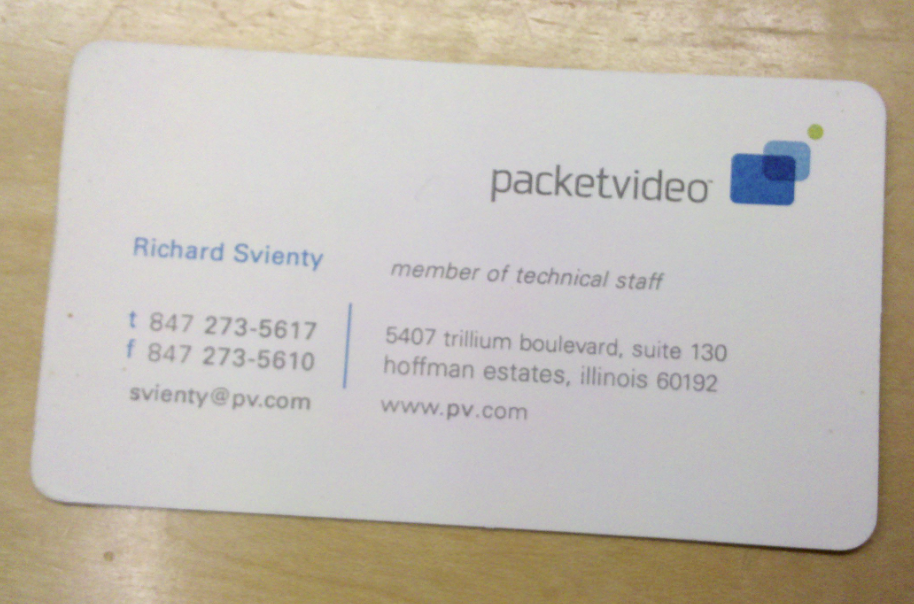 packetvideo™
Richard Svienty
member of technical staff
t 847 273-5617
f 847 273-5610
svienty@pv.com
5407 trillium boulevard, suite 130
hoffman estates, illinois 60192
www.pv.com